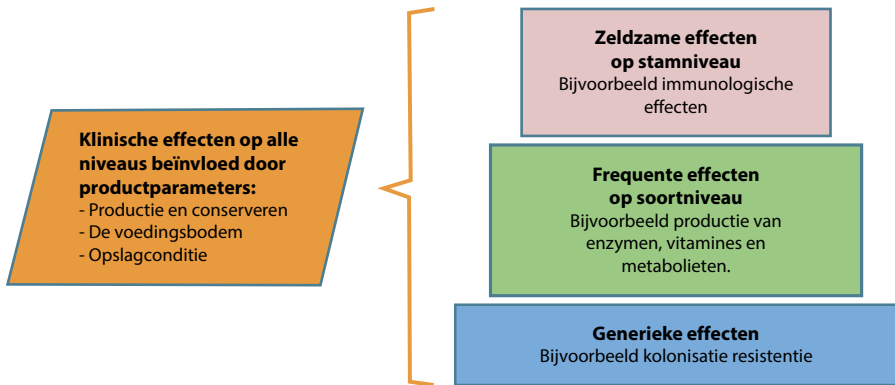 Klinische effecten op alle
niveaus beïnvloed door
productparameters:
- Productie en conserveren
- De voedingsbodem
- Opslagconditie
Zeldzame effecten
op stamniveau
Bijvoorbeeld immunologische
effecten
Frequente effecten
op soortniveau
Bijvoorbeeld productie van
enzymen, vitamines en
metabolieten.
Generieke effecten
Bijvoorbeeld kolonisatie resistentie